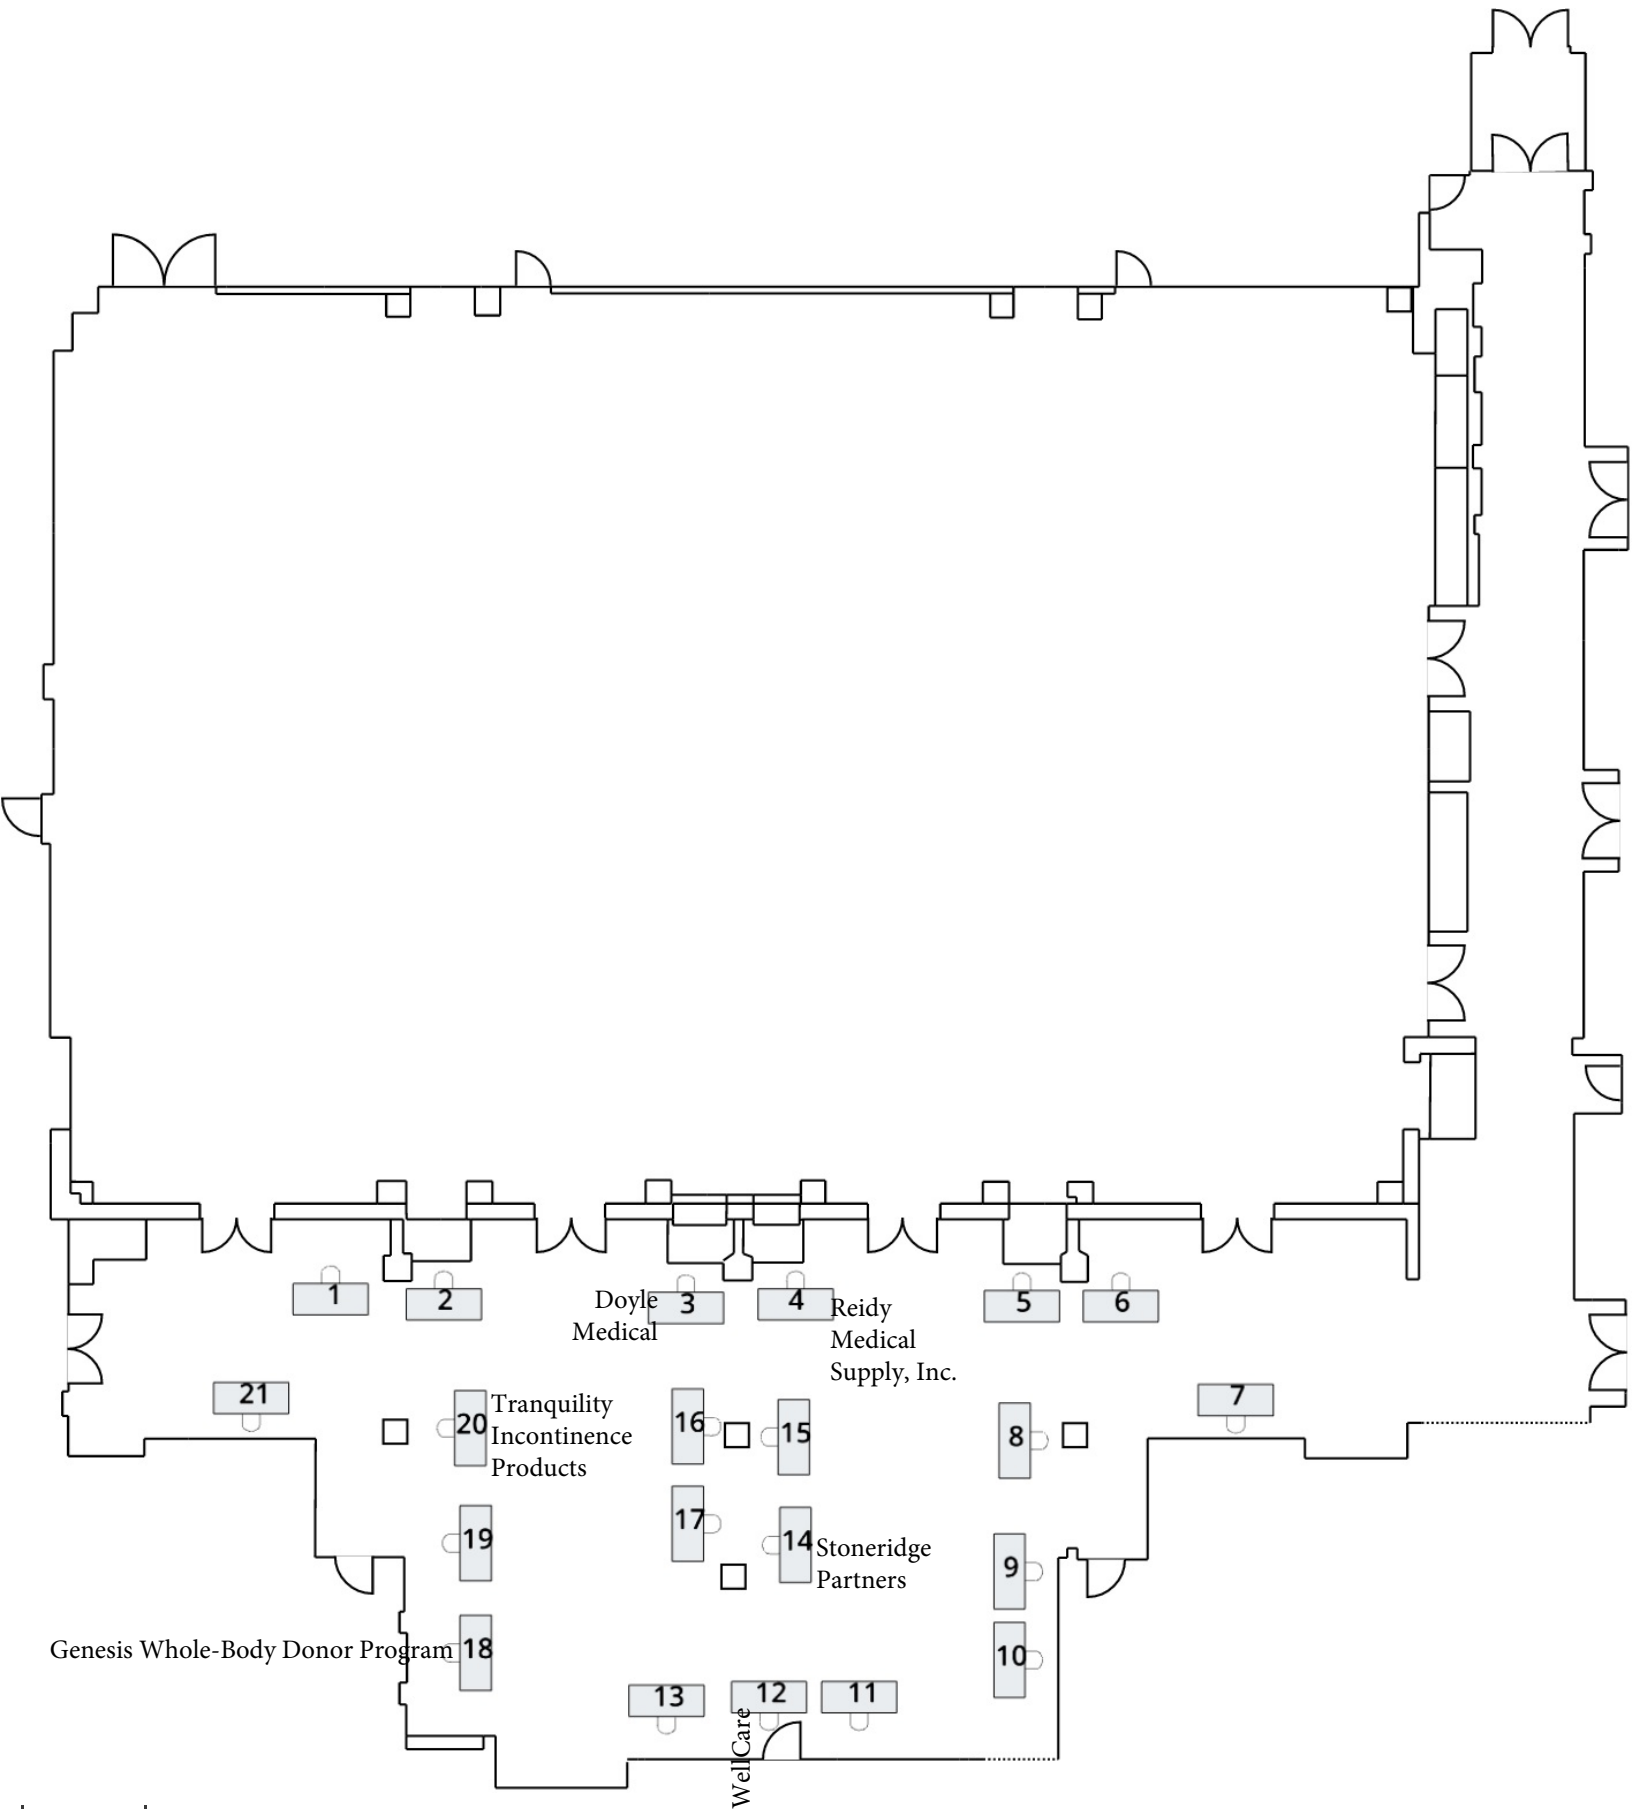 1
2
Doyle
Medical
3
4
Reidy
Medical
Supply, Inc.
5
6
21
20
Tranquility
Incontinence
Products
16
15
8
7
19
17
14
Stoneridge
Partners
9
Genesis Whole-Body Donor Program
18
10
13
12
11
WellCare